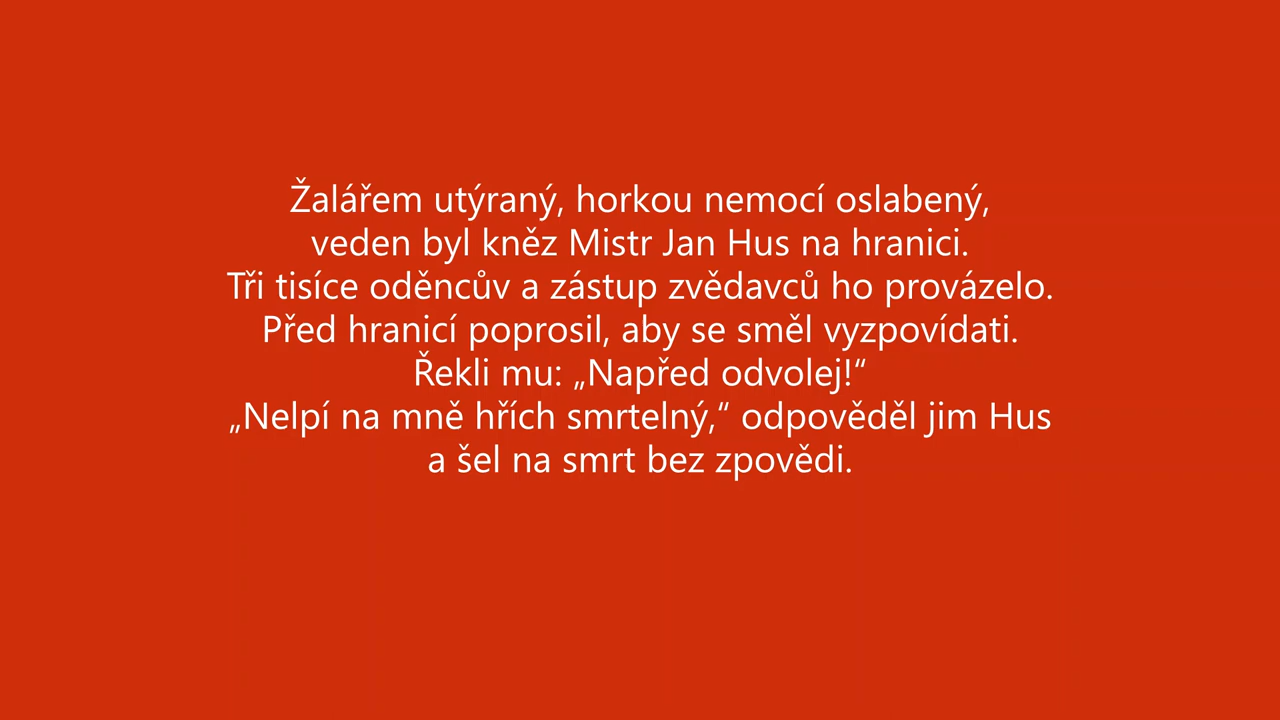 Žalářem utýraný, horkou nemocí oslabený,
veden byl kněz Mistr Jan Hus na hranici.
Tři tisíce oděncův a zástup zvědavců ho provázelo.
Před hranicí poprosil, aby se směl vyzpovídati.
Řekli mu: „Napřed odvolej!“
„Nelpí na mně hřích smrtelný,“ odpověděl jim Hus
a šel na smrt bez zpovědi.